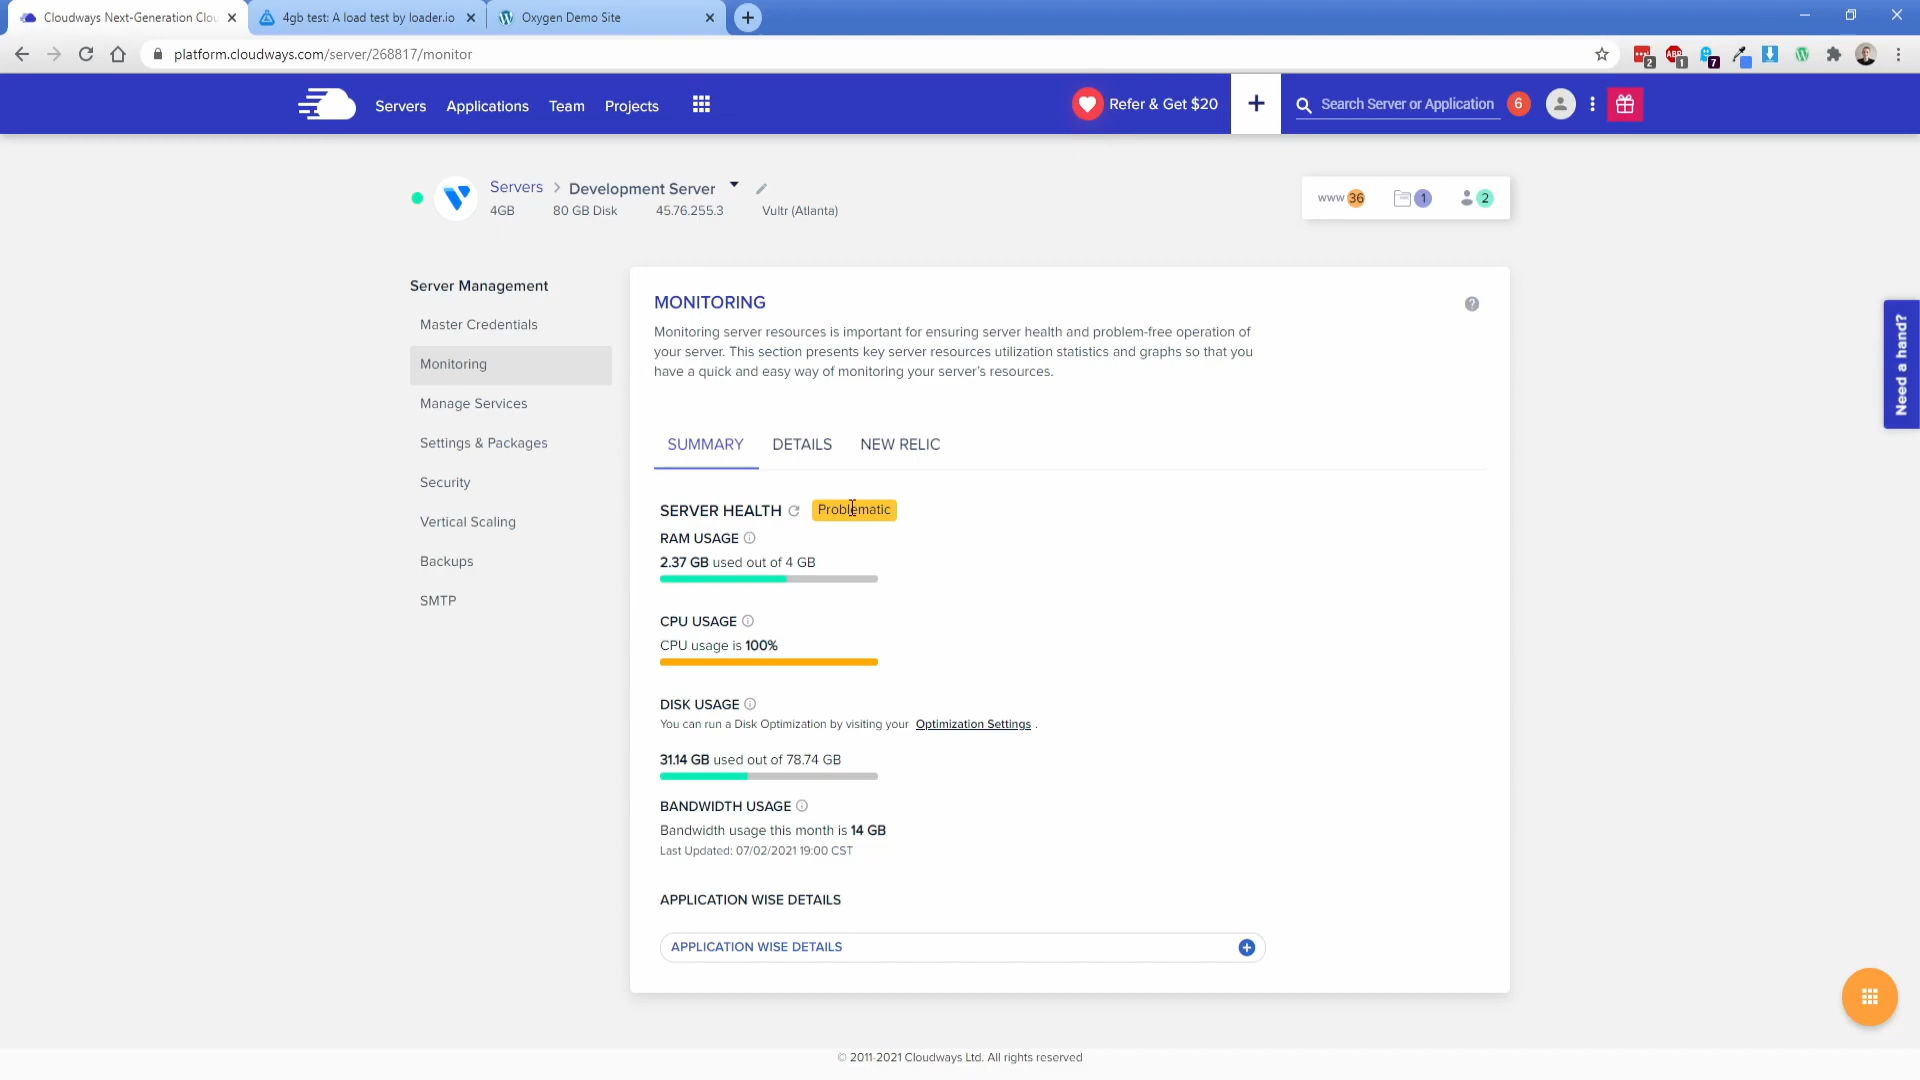 Cloudways Next-Generation Clou
4gb test: A load test by loader.io
Oxygen Demo Site
platform.cloudways.com/server/268817/monitor
2
ABP
1
7
Servers
Applications
Team
Projects
Refer & Get $20
Search Server or Application
6
Servers > Development Server
4GB
80 GB Disk
45.76.255.3
Vultr (Atlanta)
www 36
1
2
Server Management
Master Credentials
Monitoring
Manage Services
Settings & Packages
Security
Vertical Scaling
Backups
SMTP
MONITORING
Monitoring server resources is important for ensuring server health and problem-free operation of
your server. This section presents key server resources utilization statistics and graphs so that you
have a quick and easy way of monitoring your server's resources.
SUMMARY
DETAILS
NEW RELIC
SERVER HEALTH
Problematic
RAM USAGE
2.37 GB used out of 4 GB
CPU USAGE
CPU usage is 100%
DISK USAGE
You can run a Disk Optimization by visiting your Optimization Settings .
31.14 GB used out of 78.74 GB
BANDWIDTH USAGE
Bandwidth usage this month is 14 GB
Last Updated: 07/02/2021 19:00 CST
APPLICATION WISE DETAILS
APPLICATION WISE DETAILS
Need a hand?
© 2011-2021 Cloudways Ltd. All rights reserved